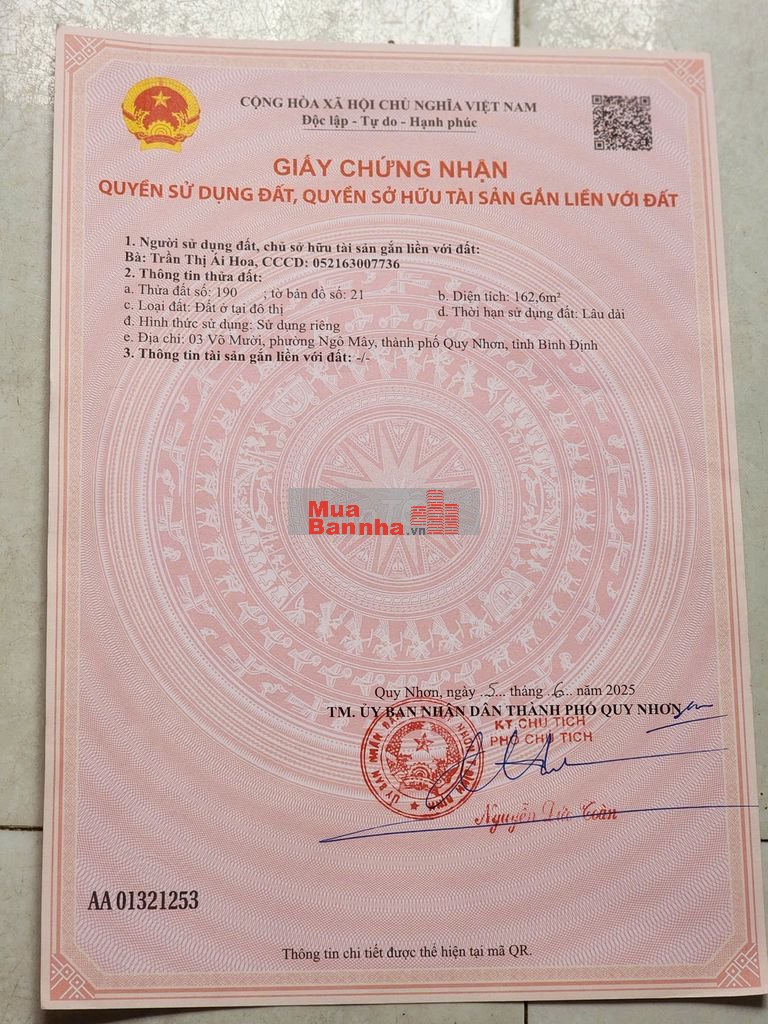 CỘNG HÒA XÃ HỘI CHỦ NGHĨA VIỆT NAM
Độc lập - Tự do - Hạnh phúc
GIẤY CHỨNG NHẬN
QUYỀN SỬ DỤNG ĐẤT, QUYỀN SỞ HỮU TÀI SẢN GẮN LIỀN VỚI ĐẤT
1. Người sử dụng đất, chủ sở hữu tài sản gắn liền với đất:
Bà: Trần Thị Ái Hoa, CCCD: 052163007736
2. Thông tin thửa đất:
a. Thửa đất số: 190 ; tờ bản đồ số: 21 b. Diện tích: 162,6m²
c. Loại đất: Đất ở tại đô thị d. Thời hạn sử dụng đất: Lâu dài
đ. Hình thức sử dụng: Sử dụng riêng
e. Địa chỉ: 03 Võ Mười, phường Ngô Mây, thành phố Quy Nhơn, tỉnh Bình Định
3. Thông tin tài sản gắn liền với đất: -/-
Mua
Bannha.vn
Quy Nhơn, ngày 5 tháng 6 năm 2025
TM. ỦY BAN NHÂN DÂN THÀNH PHỐ QUY NHƠN
KT CHỦ TỊCH
PHÓ CHỦ TỊCH
Nguyễn Đức Toàn
AA 01321253
Thông tin chi tiết được thể hiện tại mã QR.